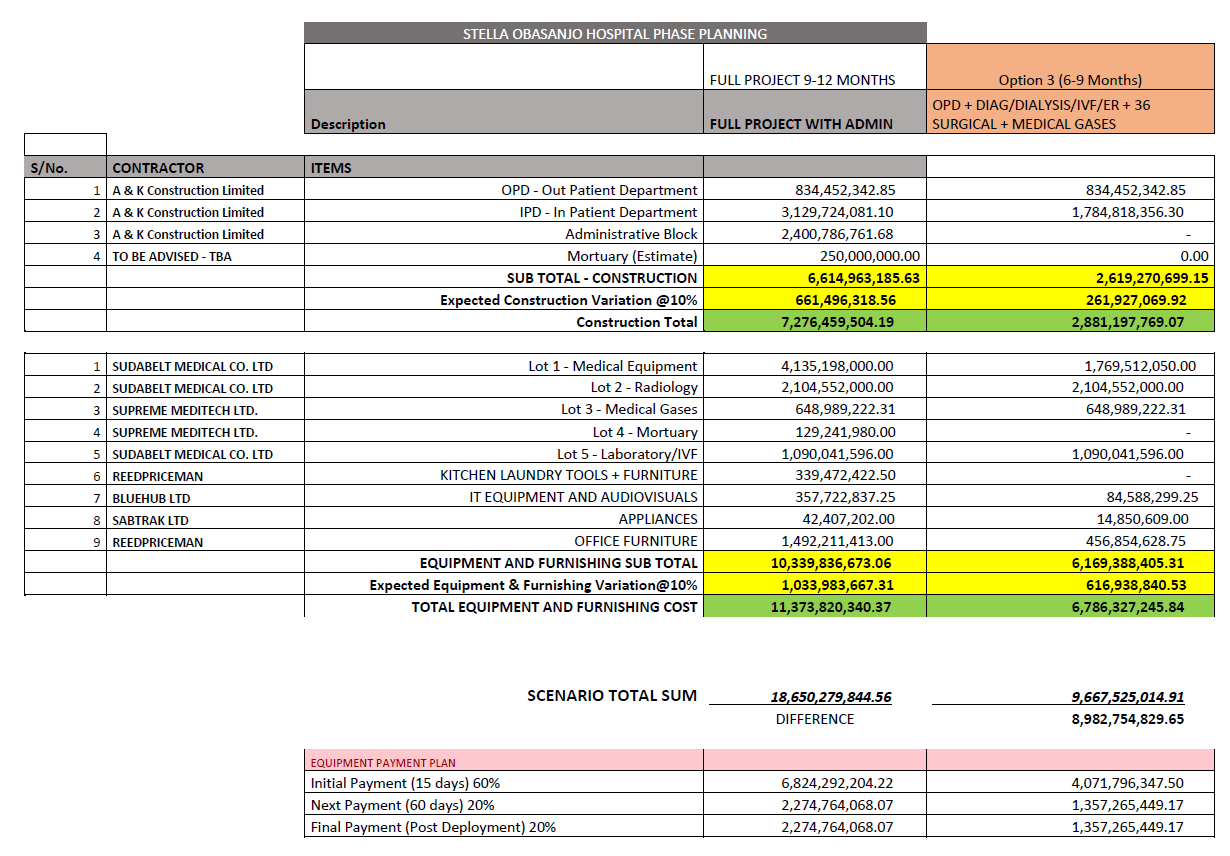 STELLA OBASANJO HOSPITAL PHASE PLANNING
FULL PROJECT 9-12 MONTHS Option 3 (6-9 Months)
Description FULL PROJECT WITH ADMIN OPD + DIAG/DIALYSIS/IVF/ER + 36
SURGICAL + MEDICAL GASES
S/No. CONTRACTOR ITEMS
1 A & K Construction Limited OPD - Out Patient Department 834,452,342.85 834,452,342.85
2 A & K Construction Limited IPD - In Patient Department 3,129,724,081.10 1,784,818,356.30
3 A & K Construction Limited Administrative Block 2,400,786,761.68 -
4 TO BE ADVISED - TBA Mortuary (Estimate) 250,000,000.00 0.00
SUB TOTAL - CONSTRUCTION 6,614,963,185.63 2,619,270,699.15
Expected Construction Variation @10% 661,496,318.56 261,927,069.92
Construction Total 7,276,459,504.19 2,881,197,769.07
1 SUDABELT MEDICAL CO. LTD Lot 1 - Medical Equipment 4,135,198,000.00 1,769,512,050.00
2 SUDABELT MEDICAL CO. LTD Lot 2 - Radiology 2,104,552,000.00 2,104,552,000.00
3 SUPREME MEDITECH LTD. Lot 3 - Medical Gases 648,989,222.31 648,989,222.31
4 SUPREME MEDITECH LTD. Lot 4 - Mortuary 129,241,980.00 -
5 SUDABELT MEDICAL CO. LTD Lot 5 - Laboratory/IVF 1,090,041,596.00 1,090,041,596.00
6 REEDPRICEMAN KITCHEN LAUNDRY TOOLS + FURNITURE 339,472,422.50 -
7 BLUEHUB LTD IT EQUIPMENT AND AUDIOVISUALS 357,722,837.25 84,588,299.25
8 SABTRAK LTD APPLIANCES 42,407,202.00 14,850,609.00
9 REEDPRICEMAN OFFICE FURNITURE 1,492,211,413.00 456,854,628.75
EQUIPMENT AND FURNISHING SUB TOTAL 10,339,836,673.06 6,169,388,405.31
Expected Equipment & Furnishing Variation@10% 1,033,983,667.31 616,938,840.53
TOTAL EQUIPMENT AND FURNISHING COST 11,373,820,340.37 6,786,327,245.84
SCENARIO TOTAL SUM 18,650,279,844.56 9,667,525,014.91
DIFFERENCE 8,982,754,829.65
EQUIPMENT PAYMENT PLAN
Initial Payment (15 days) 60% 6,824,292,204.22 4,071,796,347.50
Next Payment (60 days) 20% 2,274,764,068.07 1,357,265,449.17
Final Payment (Post Deployment) 20% 2,274,764,068.07 1,357,265,449.17